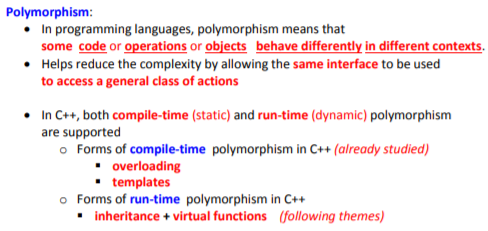 Polymorphism:
• In programming languages, polymorphism means that
some code or operations or objects behave differently in different contexts.
• Helps reduce the complexity by allowing the same interface to be used
to access a general class of actions
• In C++, both compile-time (static) and run-time (dynamic) polymorphism
are supported
o Forms of compile-time polymorphism in C++ (already studied)
▪ overloading
▪ templates
o Forms of run-time polymorphism in C++
▪ inheritance + virtual functions (following themes)